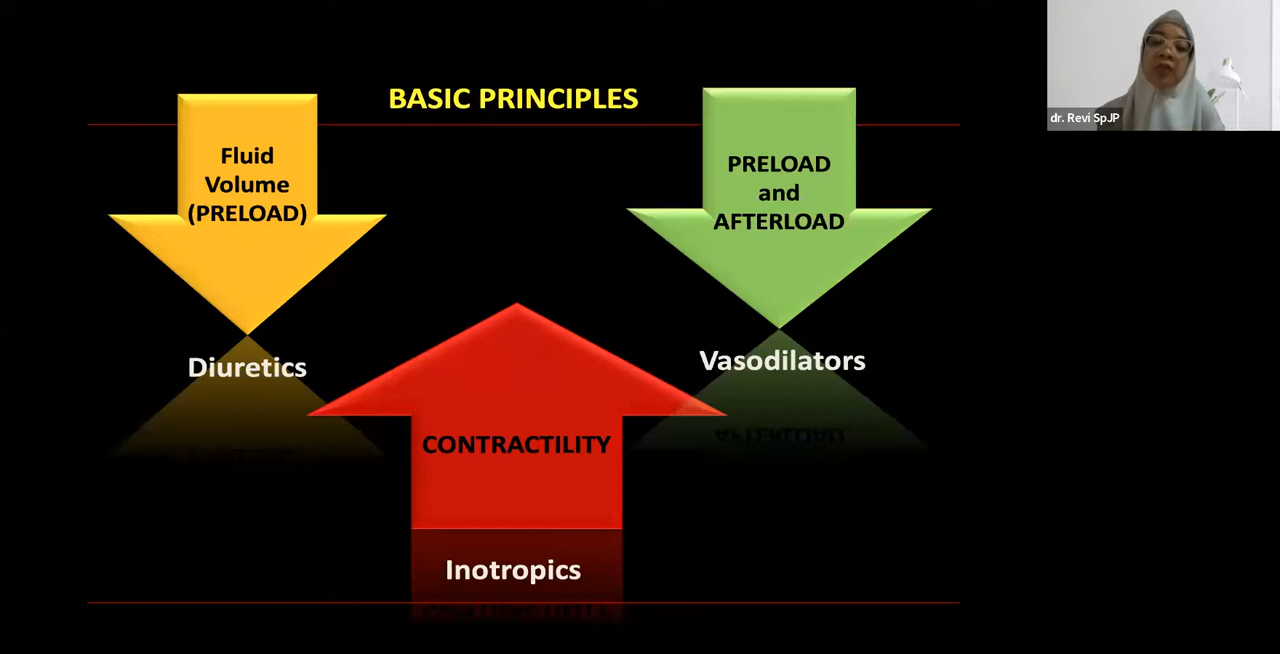 BASIC PRINCIPLES
Fluid
Volume
(PRELOAD)
PRELOAD
and
AFTERLOAD
Diuretics
Vasodilators
CONTRACTILITY
Inotropics
dr. Revi SpJP